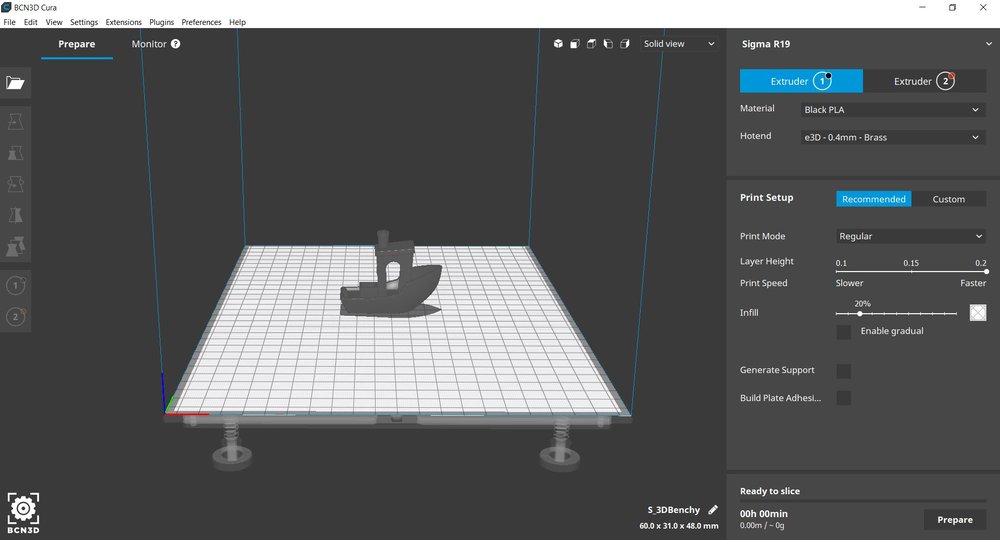 BCN3D Cura
File Edit View Settings Extensions Plugins Preferences Help
Prepare Monitor ?
Solid view
Sigma R19
Extruder 1 Extruder 2
Material Black PLA
Hotend e3D - 0.4mm - Brass
Print Setup Recommended Custom
Print Mode Regular
Layer Height 0.1 0.15 0.2
Print Speed Slower Faster
20%
Infill
Enable gradual
Generate Support
Build Plate Adhesi...
1
2
Ready to slice
S_3DBenchy
60.0 x 31.0 x 48.0 mm
00h 00min
0.00m / ~ 0g
Prepare
BCN3D